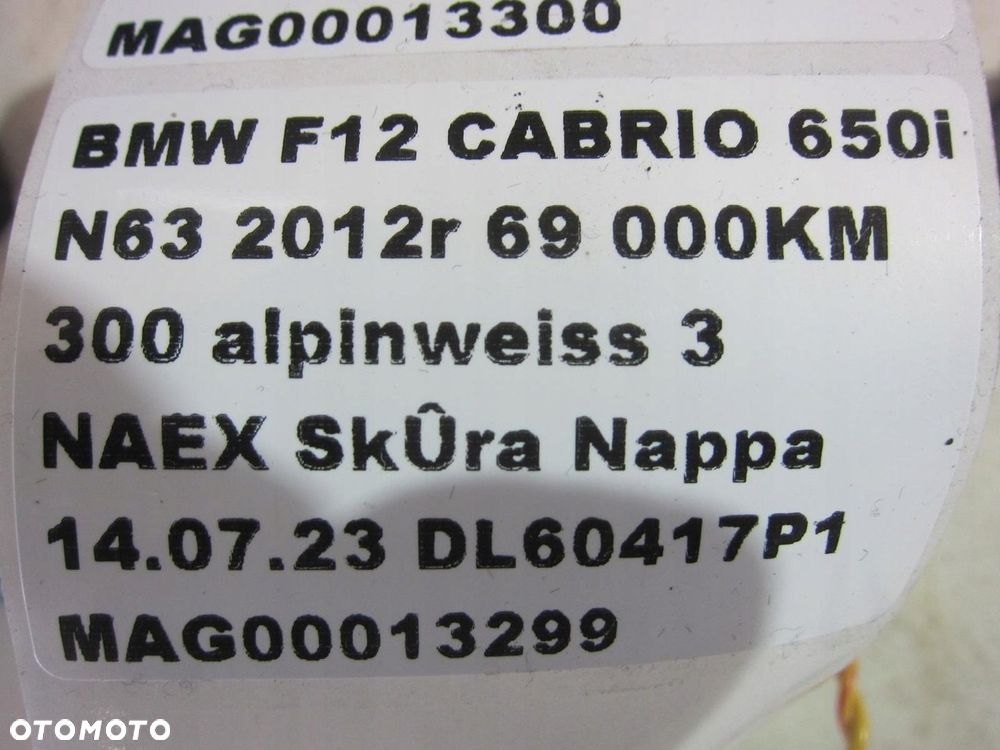 MAG00013300
BMW F12 CABRIO 650i
N63 2012r 69 000KM
300 alpinweiss 3
NAEX SkÛra Nappa
14.07.23 DL60417P1
MAG00013299
OTOMOTO